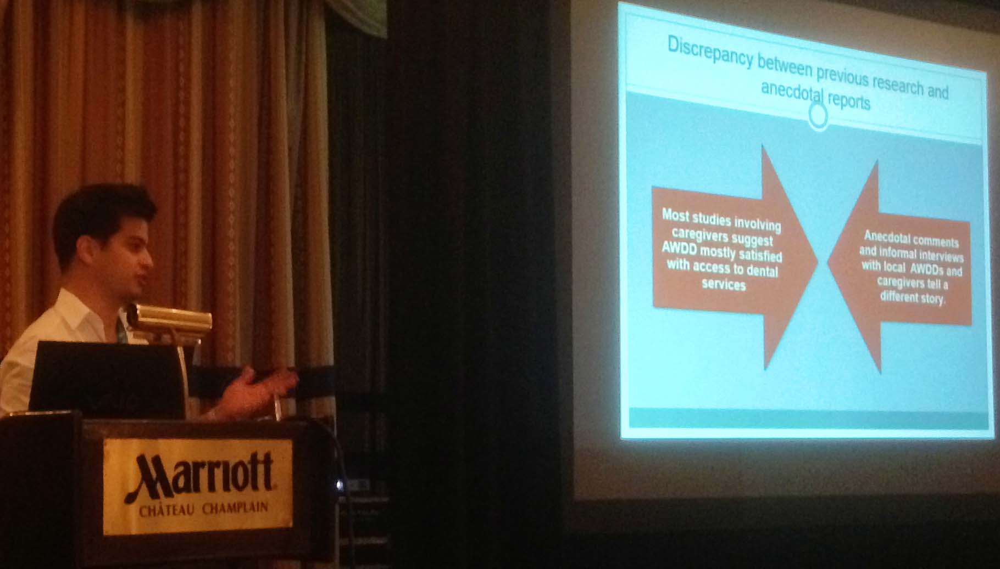 Discrepancy between previous research and
anecdotal reports
Most studies involving
caregivers suggest
AWDD mostly satisfied
with access to dental
services
Anecdotal comments
and informal interviews
with local AWDDs and
caregivers tell a
different story.
Marriott
CHÂTEAU CHAMPLAIN